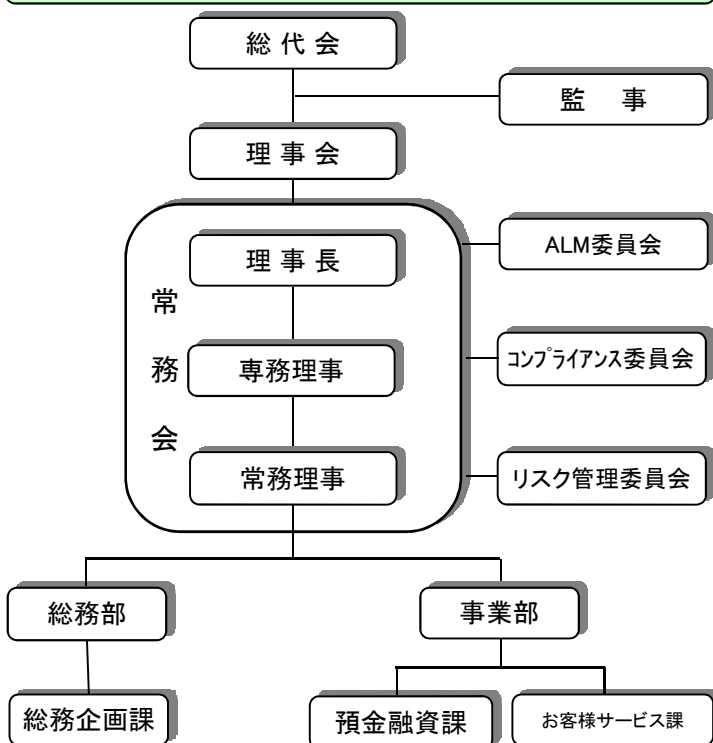 総代会
監 事
理事会
理事長
ALM委員会
常務会
専務理事
コンプライアンス委員会
常務理事
リスク管理委員会
総務部
事業部
総務企画課
預金融資課
お客様サービス課